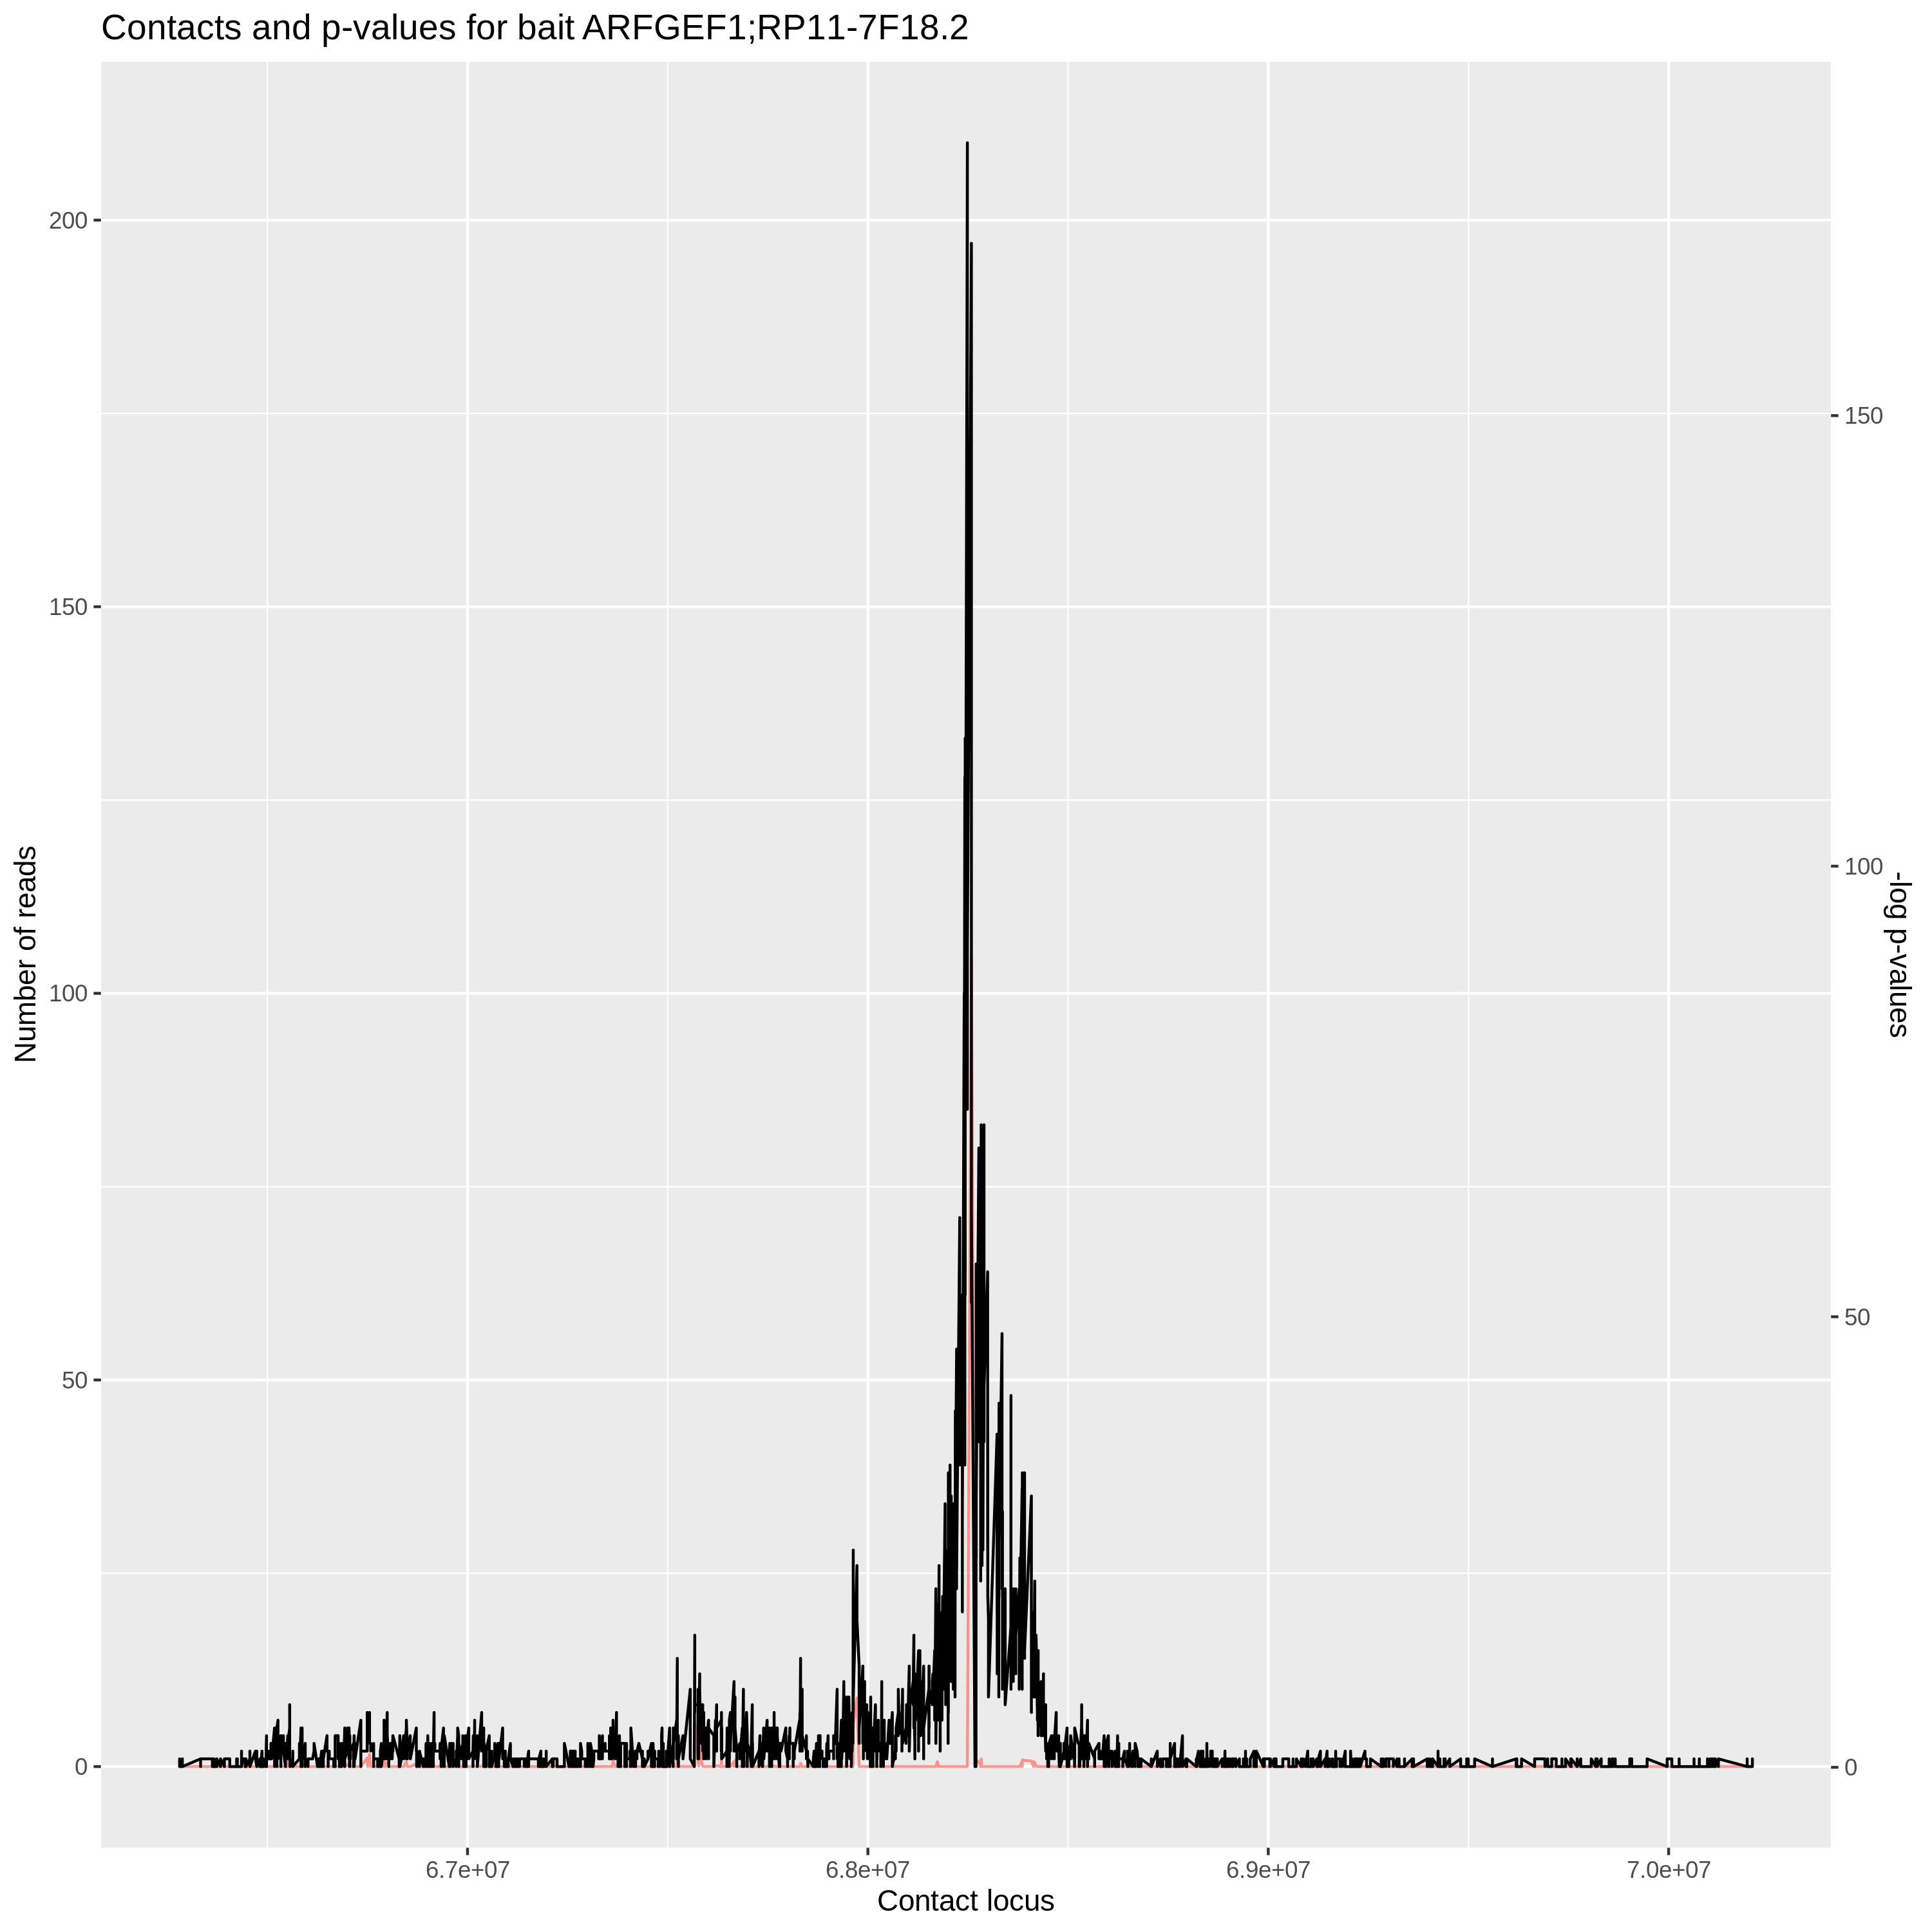 Contacts and p-values for bait ARFGEF1;RP11-7F18.2
200
150
100
50
0
Number of reads
150
100
50
0
-log p-values
6.7e+07
6.8e+07
6.9e+07
7.0e+07
Contact locus